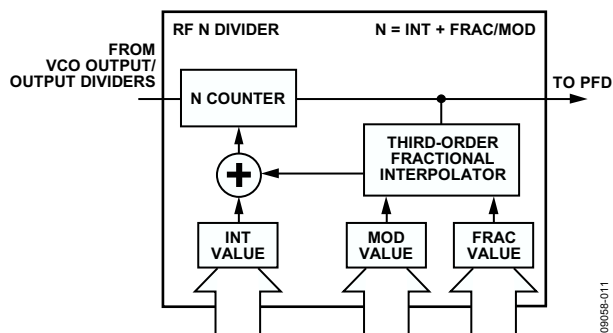 RF N DIVIDER
N = INT + FRAC/MOD
FROM
VCO OUTPUT/
OUTPUT DIVIDERS
N COUNTER
TO PFD
THIRD-ORDER
FRACTIONAL
INTERPOLATOR
+
INT
VALUE
MOD
VALUE
FRAC
VALUE
09058-011